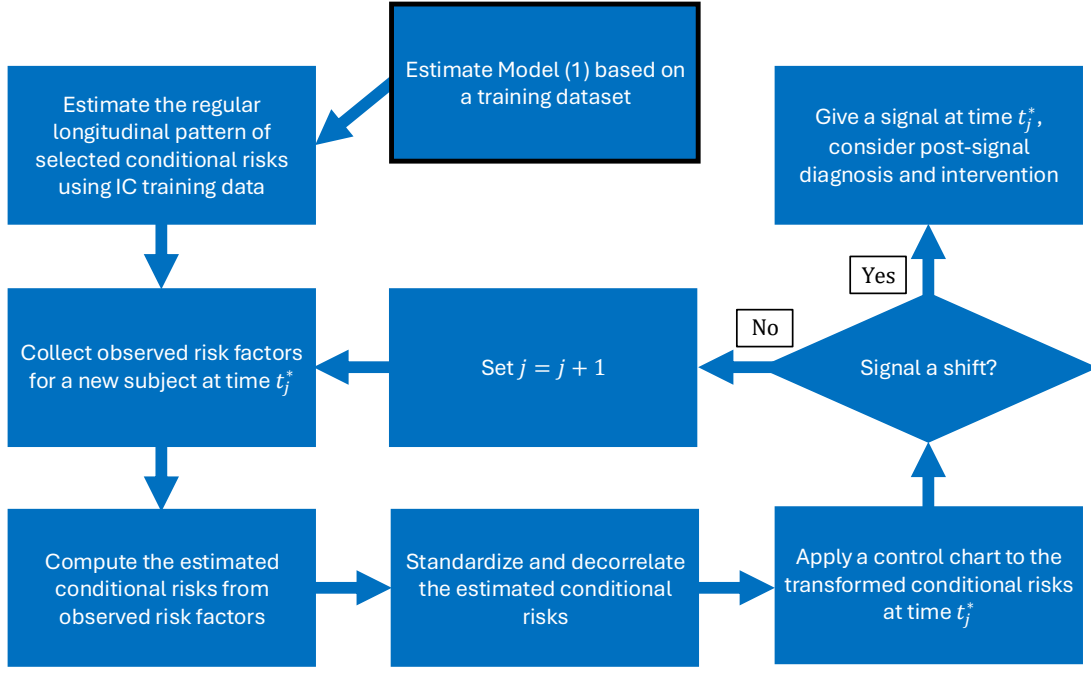 Estimate Model (1) based on
a training dataset
Estimate the regular
longitudinal pattern of
selected conditional risks
using IC training data
Give a signal at time $t_j^*$,
consider post-signal
diagnosis and intervention
Yes
No
Collect observed risk factors
for a new subject at time $t_j^*$
Set $j = j + 1$
Signal a shift?
Compute the estimated
conditional risks from
observed risk factors
Standardize and decorrelate
the estimated conditional
risks
Apply a control chart to the
transformed conditional risks
at time $t_j^*$